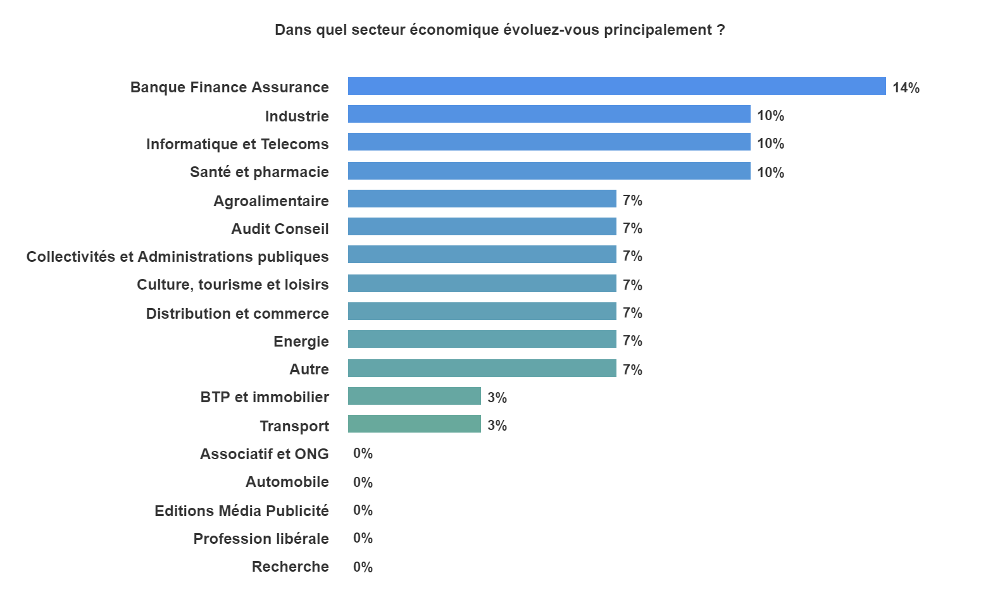 Dans quel secteur économique évoluez-vous principalement ?
Banque Finance Assurance 14%
Industrie 10%
Informatique et Telecoms 10%
Santé et pharmacie 10%
Agroalimentaire 7%
Audit Conseil 7%
Collectivités et Administrations publiques 7%
Culture, tourisme et loisirs 7%
Distribution et commerce 7%
Energie 7%
Autre 7%
BTP et immobilier 3%
Transport 3%
Associatif et ONG 0%
Automobile 0%
Editions Média Publicité 0%
Profession libérale 0%
Recherche 0%